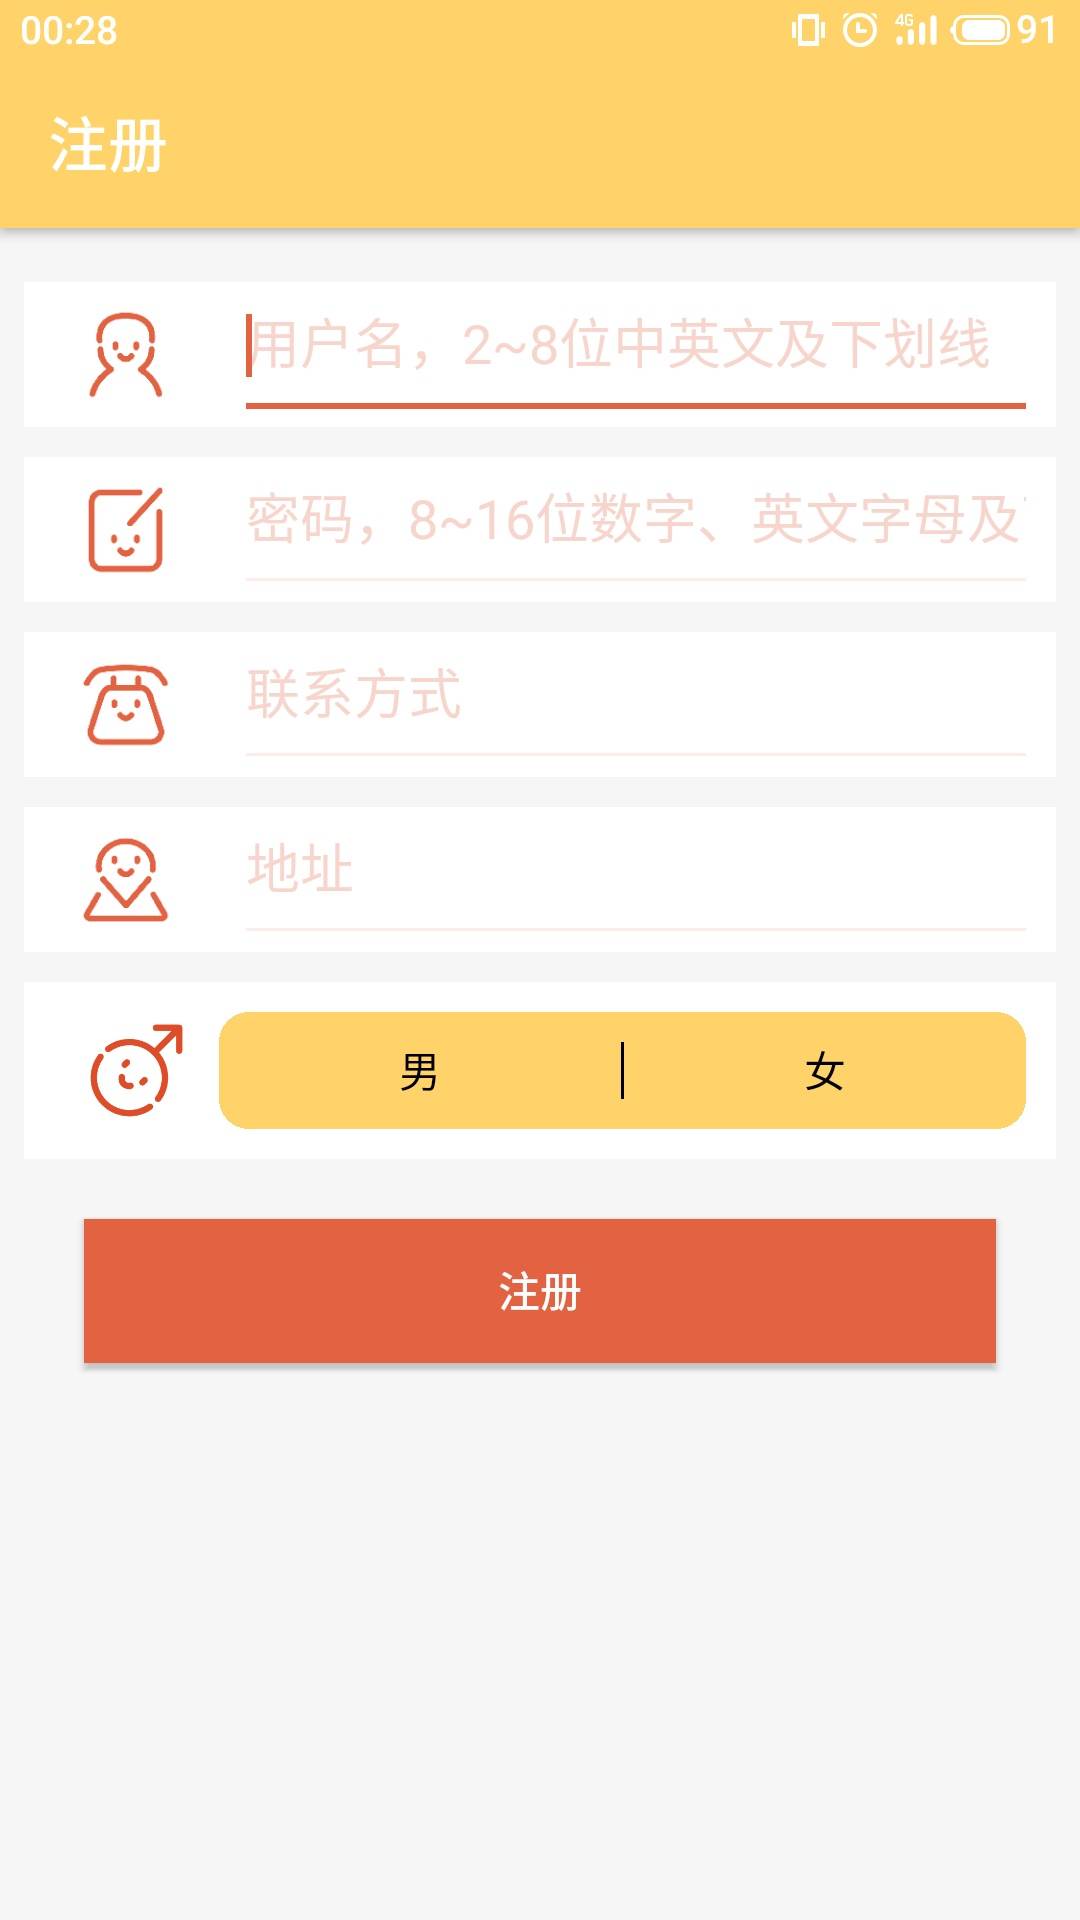 00:28 4G 91
注册
用户名，2~8位中英文及下划线
密码，8~16位数字、英文字母及
联系方式
地址
男 女
注册